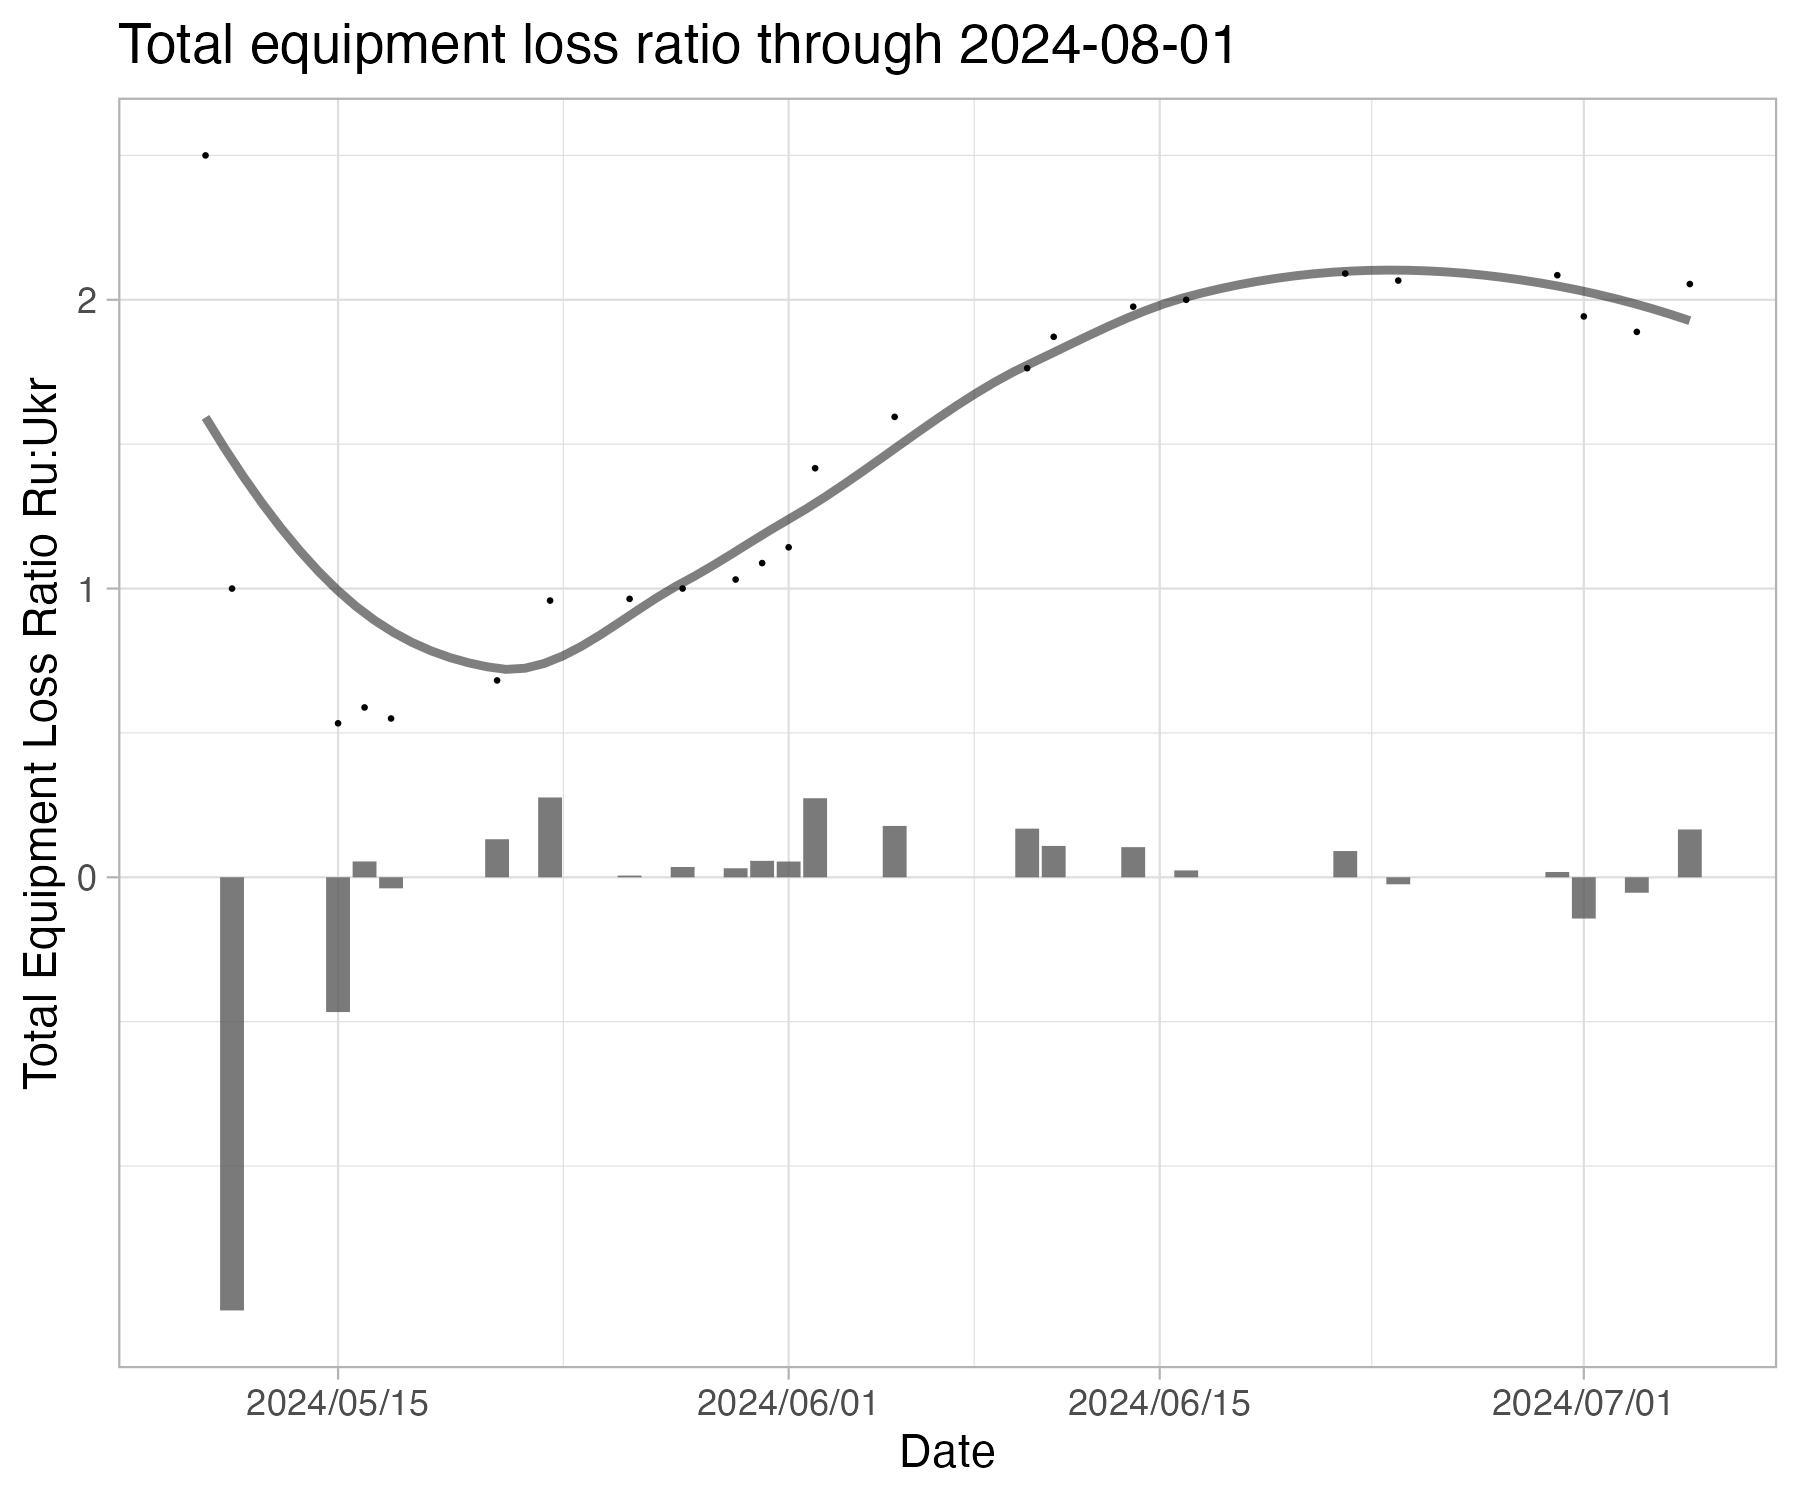 Total equipment loss ratio through 2024-08-01
Total Equipment Loss Ratio Ru:Ukr
2
1
0
2024/05/15
2024/06/01
2024/06/15
2024/07/01
Date